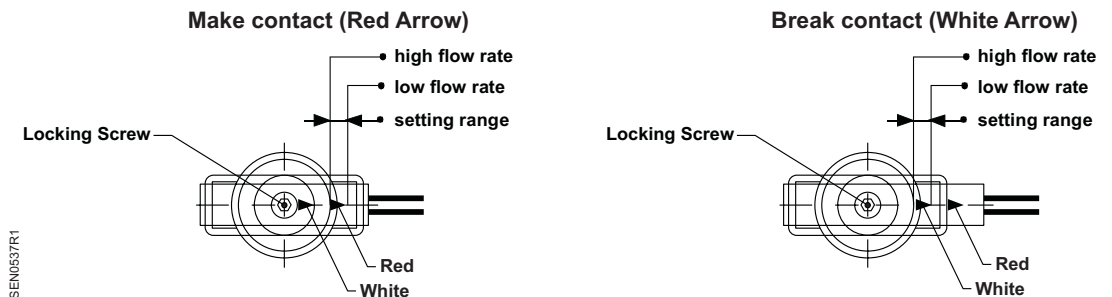 Make contact (Red Arrow)
high flow rate
low flow rate
setting range
Locking Screw
Red
White
Break contact (White Arrow)
high flow rate
low flow rate
setting range
Locking Screw
Red
White
SEN0537R1